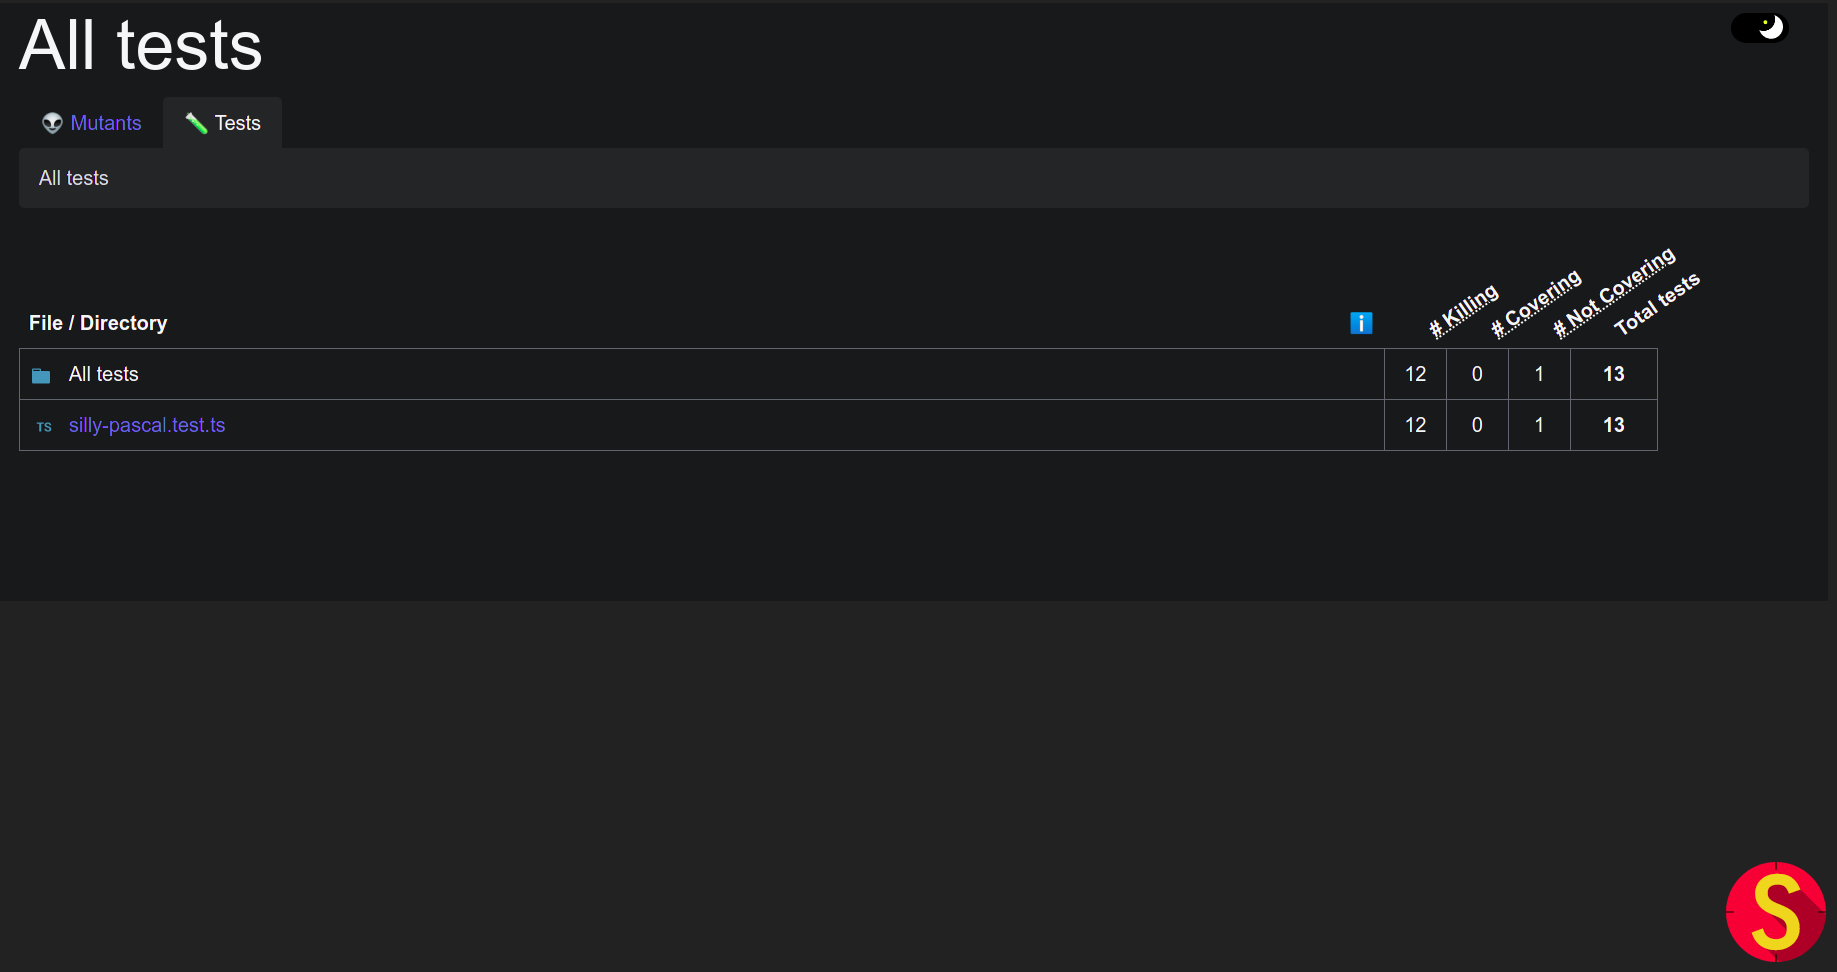 All tests
👽 Mutants
🧪 Tests
All tests
File / Directory
ℹ️
# Killing
# Covering
# Not Covering
Total tests
All tests 12 0 1 13
TS silly-pascal.test.ts 12 0 1 13
S